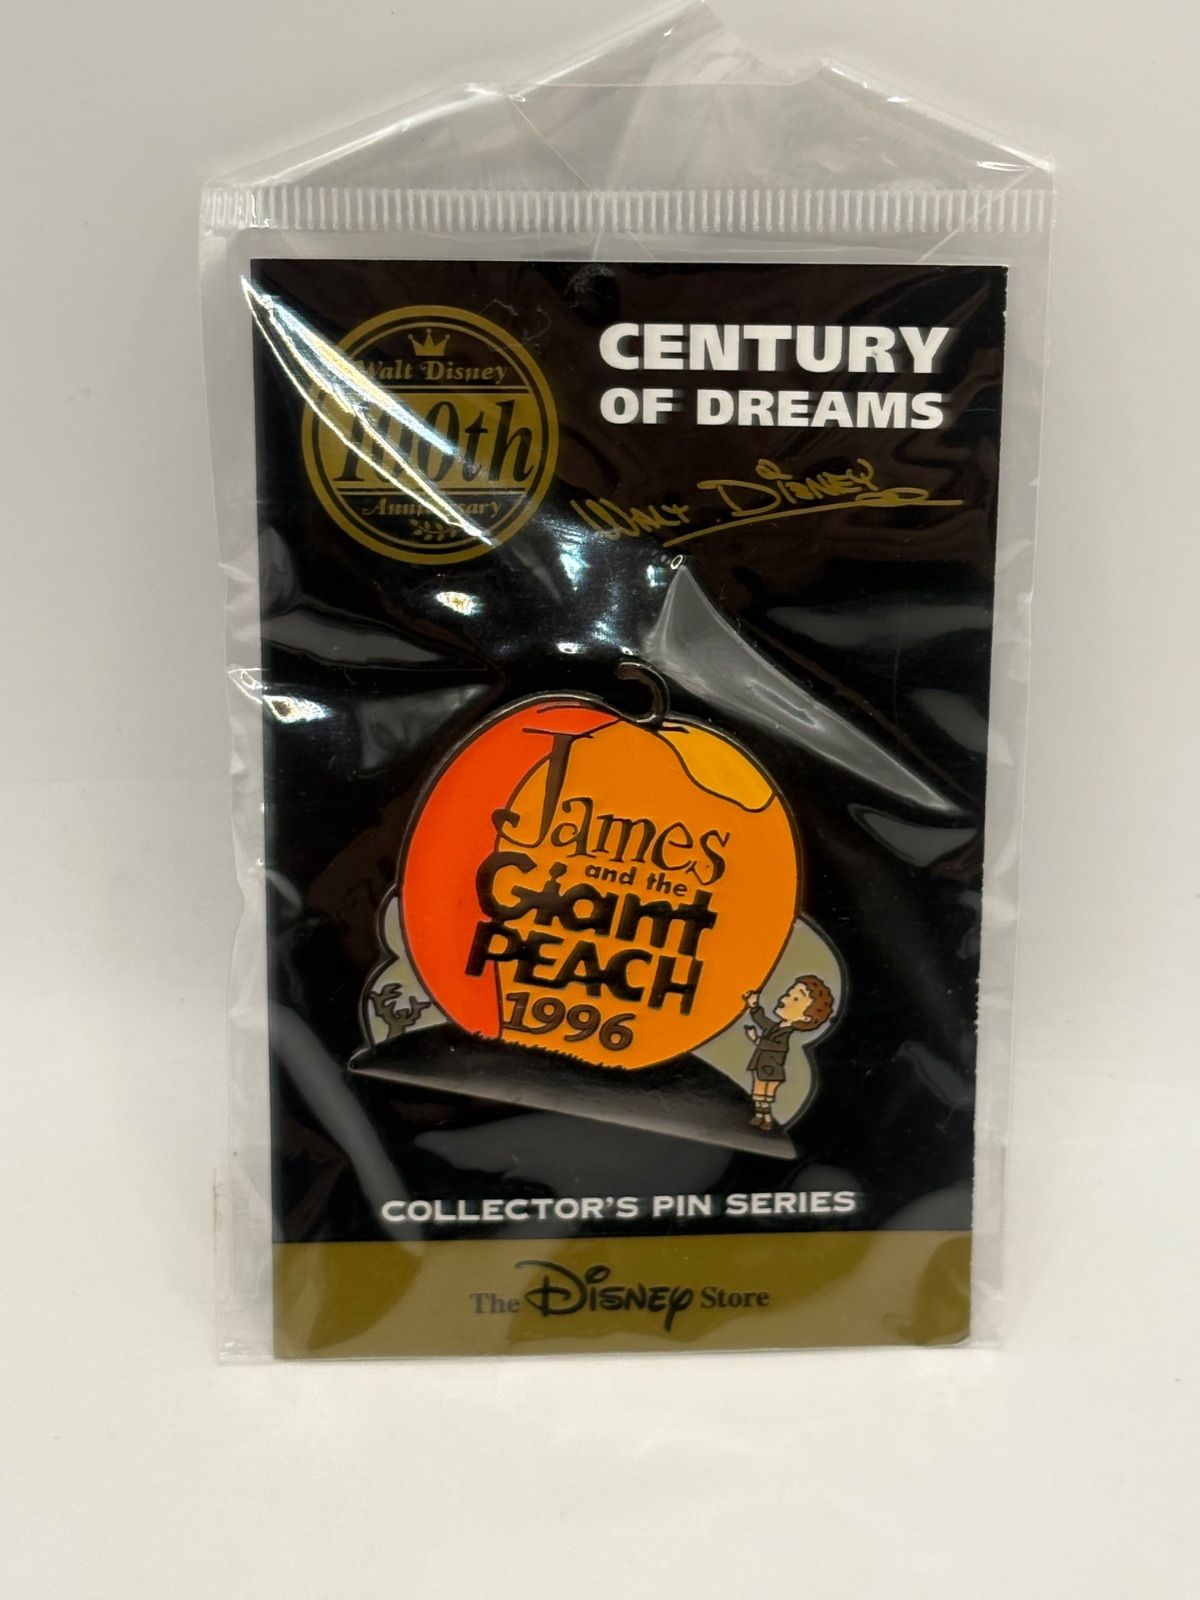 Walt Disney
100th
Anniversary
CENTURY
OF DREAMS
Walt Disney
James
and the
Giant
PEACH
1996
COLLECTOR'S PIN SERIES
The Disney Store